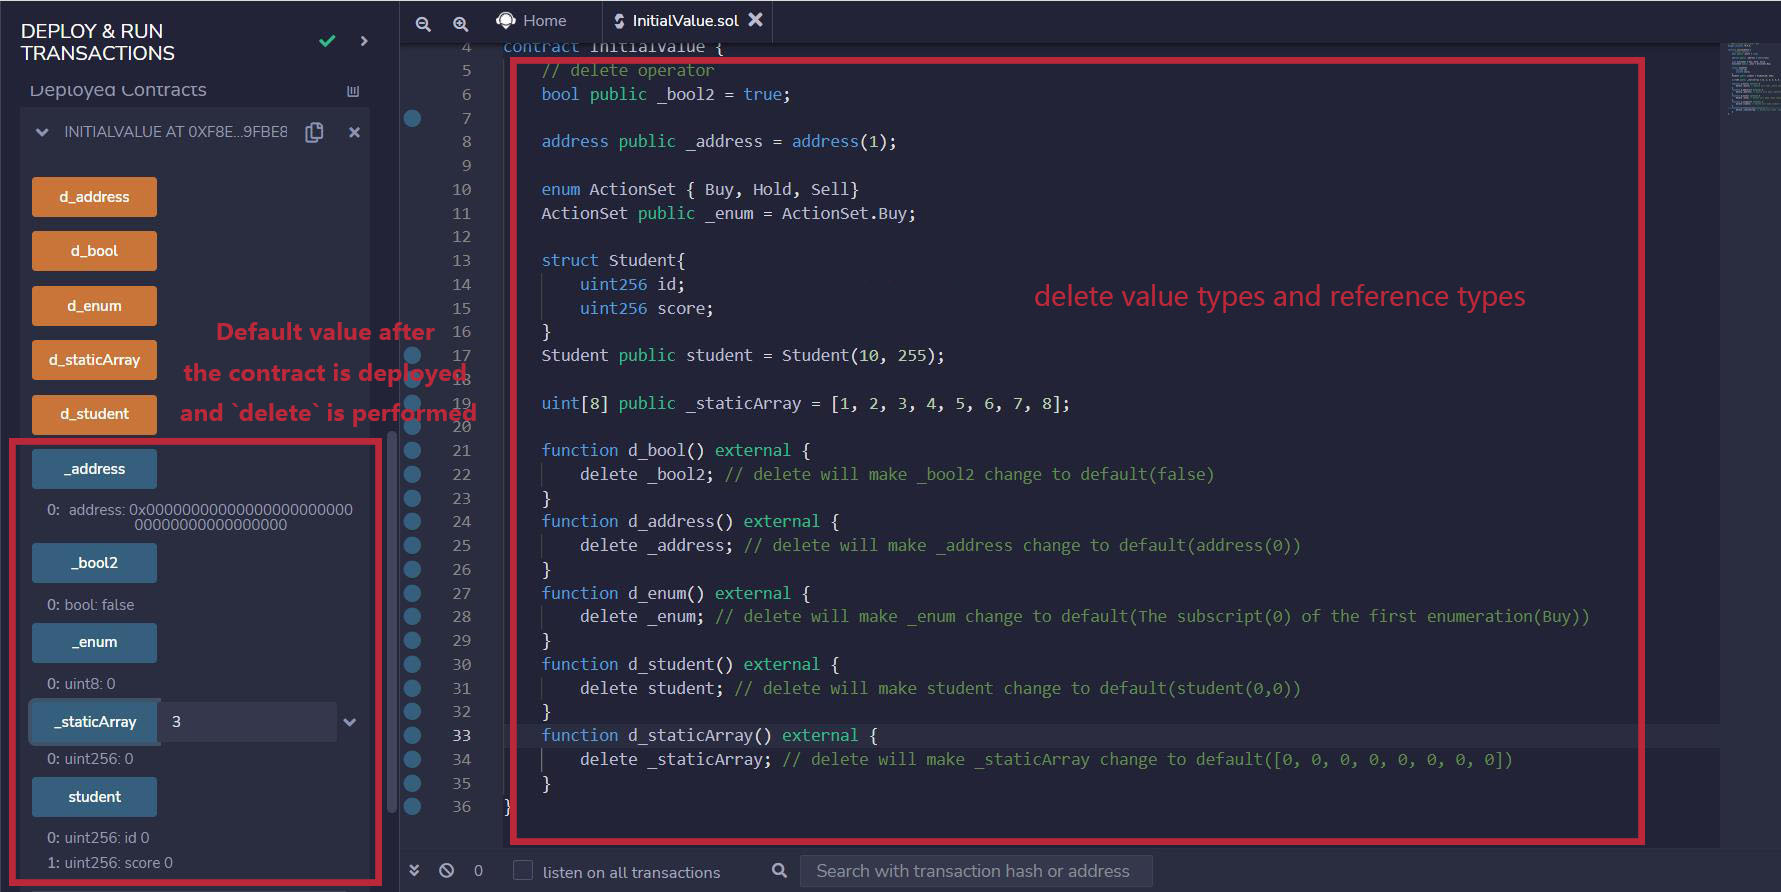 DEPLOY & RUN
TRANSACTIONS
Deployed Contracts
INITIALVALUE AT 0XF8E...9FBE8
d_address
d_bool
d_enum
d_staticArray
d_student
Default value after
the contract is deployed
and `delete` is performed
_address
0: address: 0x00000000000000000000000
00000000000000000
_bool2
0: bool: false
_enum
0: uint8: 0
_staticArray 3
0: uint256: 0
student
0: uint256: id 0
1: uint256: score 0
Home InitialValue.sol
4 contract InitialValue {
5 // delete operator
6 bool public _bool2 = true;
7
8 address public _address = address(1);
9
10 enum ActionSet { Buy, Hold, Sell}
11 ActionSet public _enum = ActionSet.Buy;
12
13 struct Student{
14 uint256 id;
15 uint256 score;
16 }
17 Student public student = Student(10, 255);
18
19 uint[8] public _staticArray = [1, 2, 3, 4, 5, 6, 7, 8];
20
21 function d_bool() external {
22 delete _bool2; // delete will make _bool2 change to default(false)
23 }
24 function d_address() external {
25 delete _address; // delete will make _address change to default(address(0))
26 }
27 function d_enum() external {
28 delete _enum; // delete will make _enum change to default(The subscript(0) of the first enumeration(Buy))
29 }
30 function d_student() external {
31 delete student; // delete will make student change to default(student(0,0))
32 }
33 function d_staticArray() external {
34 delete _staticArray; // delete will make _staticArray change to default([0, 0, 0, 0, 0, 0, 0, 0])
35 }
36 }
delete value types and reference types
0 listen on all transactions Search with transaction hash or address